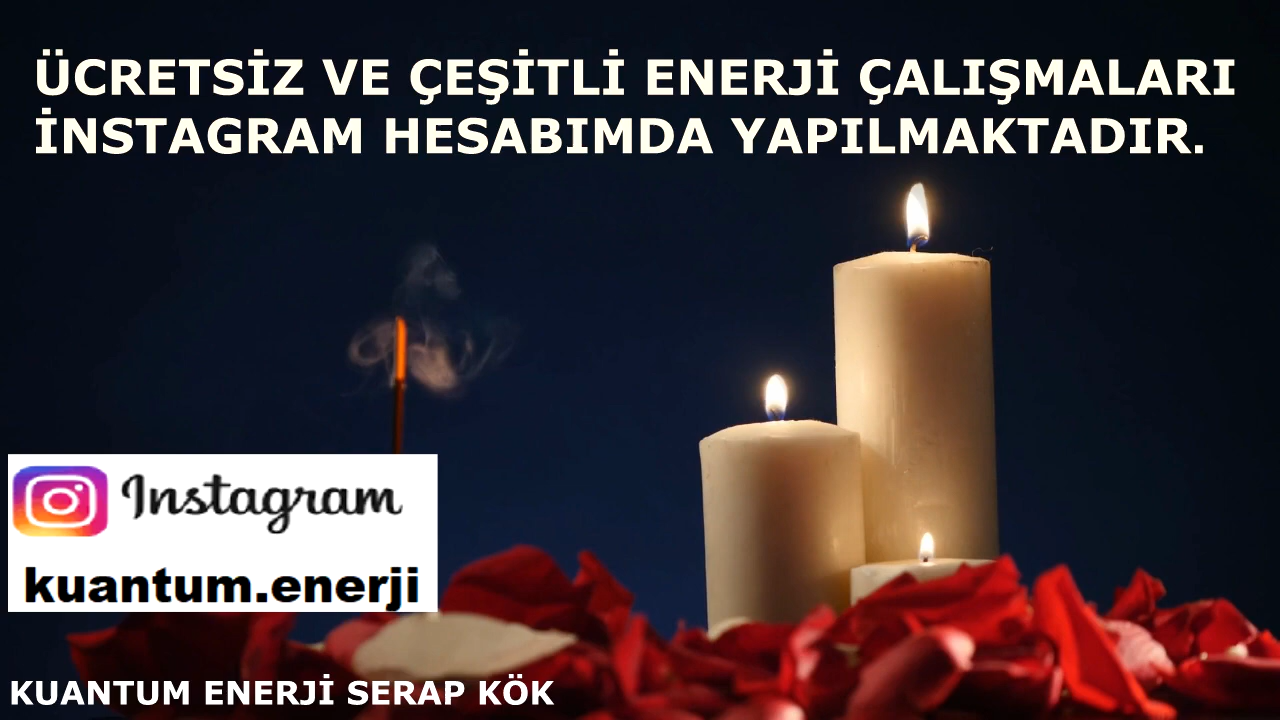 ÜCRETSİZ VE ÇEŞİTLİ ENERJİ ÇALIŞMALARI
İNSTAGRAM HESABIMDA YAPILMAKTADIR.
Instagram
kuantum.enerji
KUANTUM ENERJİ SERAP KÖK